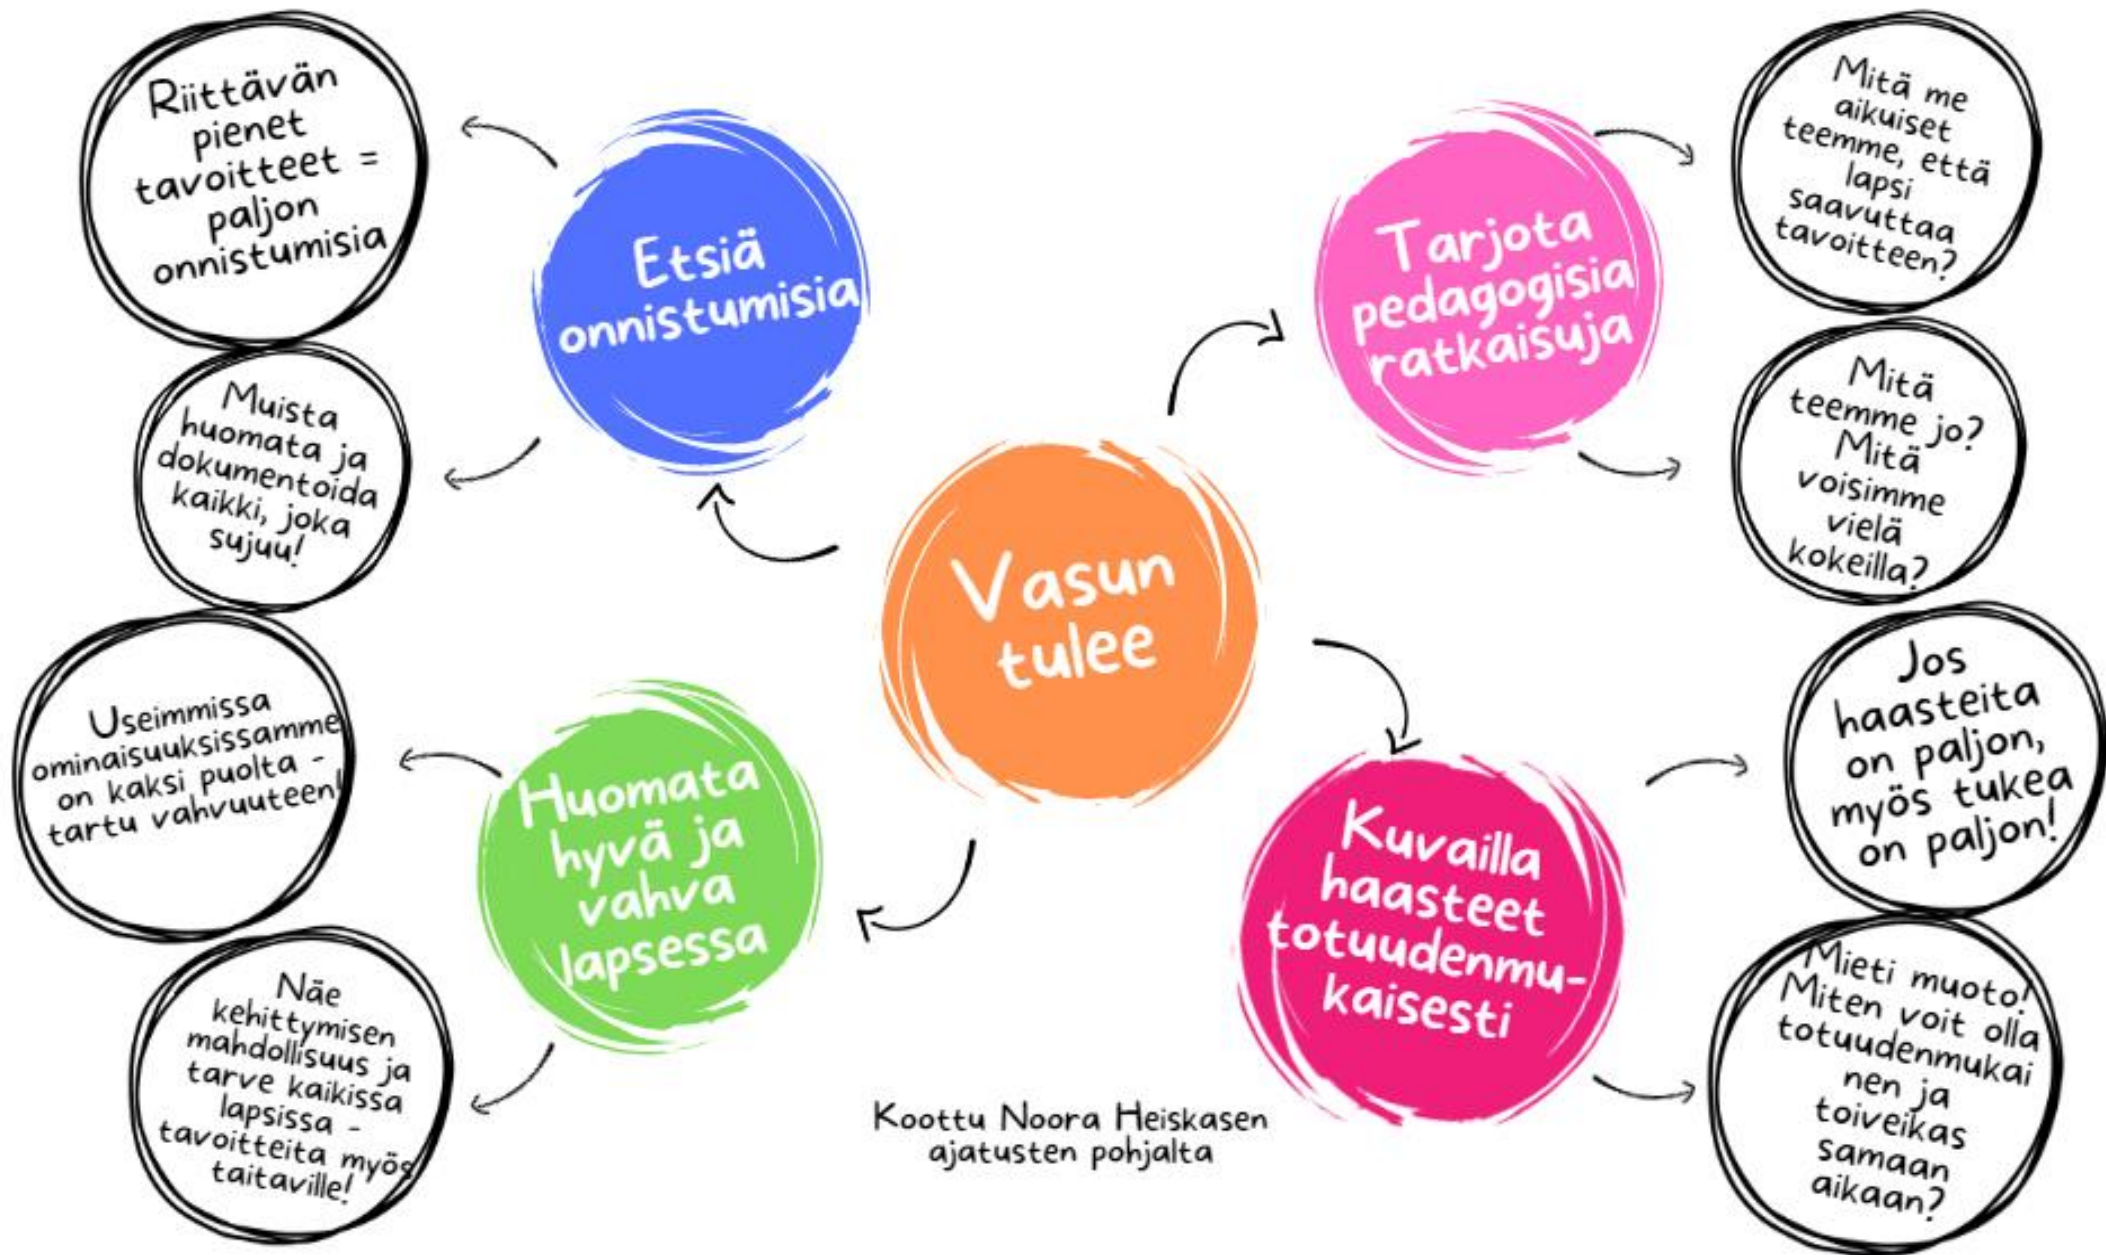 Riittävän
pienet
tavoitteet =
paljon
onnistumisia
Muista
huomata ja
dokumentoida
kaikki, joka
sujuu!
Useimmissa
ominaisuuksissamme
on kaksi puolta -
tartu vahvuuteen!
Näe
kehittymisen
mahdollisuus ja
tarve kaikissa
lapsissa -
tavoitteita myös
taitaville!
Etsiä
onnistumisia
Huomata
hyvä ja
vahva
lapsessa
Vasun
tulee
Koottu Noora Heiskasen
ajatusten pohjalta
Tarjota
pedagogisia
ratkaisuja
Kuvailla
haasteet
totuudenmu-
kaisesti
Mitä me
aikuiset
teemme, että
lapsi
saavuttaa
tavoitteen?
Mitä
teemme jo?
Mitä
voisimme
vielä
kokeilla?
Jos
haasteita
on paljon,
myös tukea
on paljon!
Mieti muoto!
Miten voit olla
totuudenmukai
nen ja
toiveikas
samaan
aikaan?